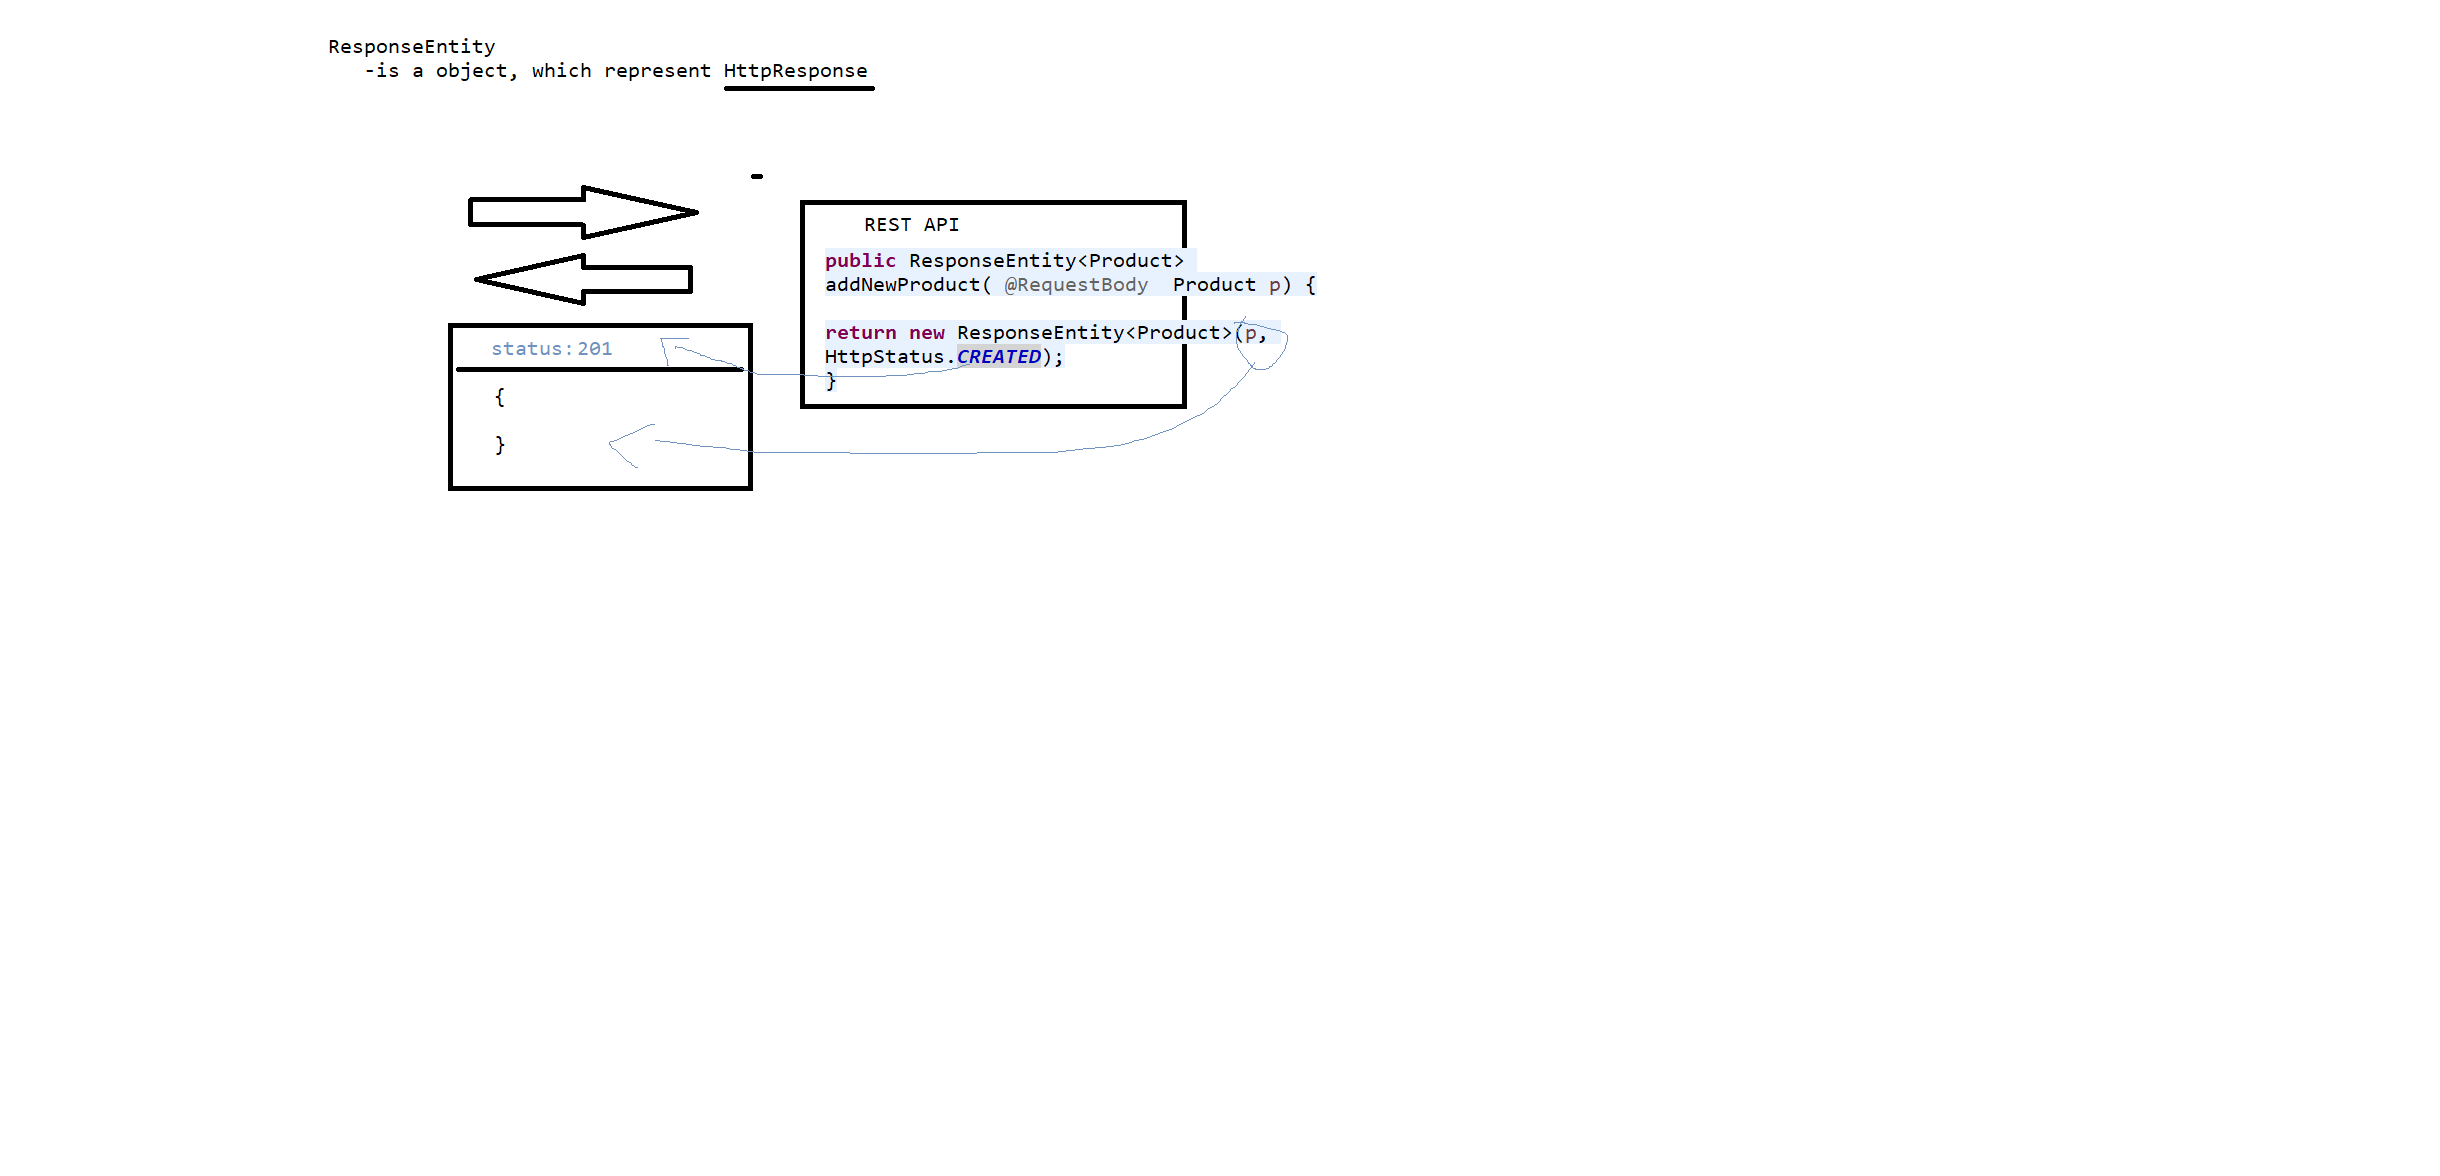 ResponseEntity
-is a object, which represent HttpResponse
REST API
public ResponseEntity<Product>
addNewProduct( @RequestBody  Product p) {
return new ResponseEntity<Product>(p,
HttpStatus.CREATED);
}
status:201
{
}